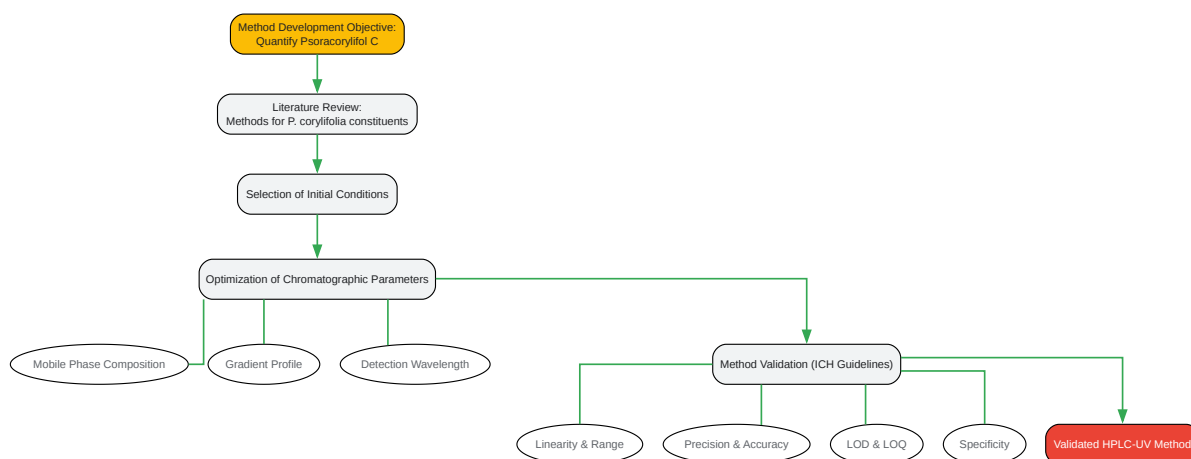 Method Development Objective:
Quantify Psoracorylifol C
Literature Review:
Methods for P. corylifolia constituents
Selection of Initial Conditions
Optimization of Chromatographic Parameters
Mobile Phase Composition
Gradient Profile
Detection Wavelength
Method Validation (ICH Guidelines)
Linearity & Range
Precision & Accuracy
LOD & LOQ
Specificity
Validated HPLC-UV Method